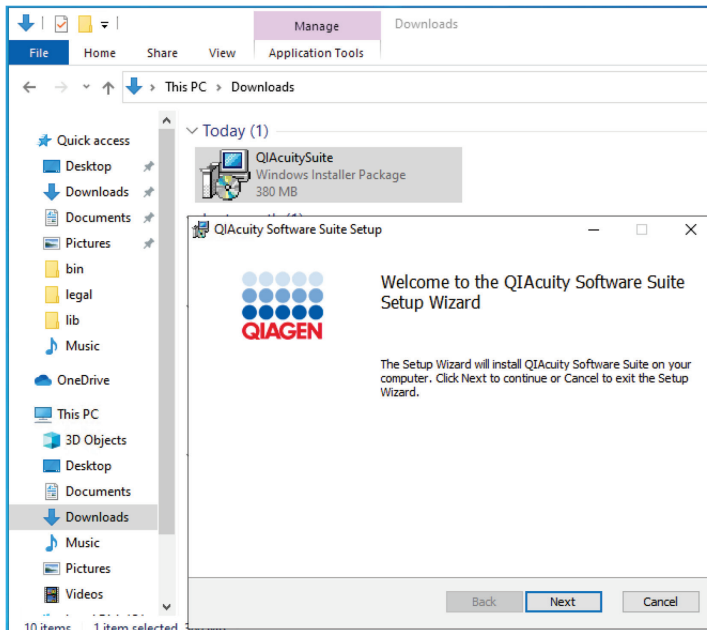 Manage
Downloads
File
Home
Share
View
Application Tools
This PC
Downloads
Quick access
Desktop
Downloads
Documents
Pictures
bin
legal
lib
Music
OneDrive
This PC
3D Objects
Desktop
Documents
Downloads
Music
Pictures
Videos
10 items
1 item selected
Today (1)
QIAcuitySuite
Windows Installer Package
380 MB
QIAcuity Software Suite Setup
QIAGEN
Welcome to the QIAcuity Software Suite
Setup Wizard
The Setup Wizard will install QIAcuity Software Suite on your
computer. Click Next to continue or Cancel to exit the Setup
Wizard.
Back
Next
Cancel